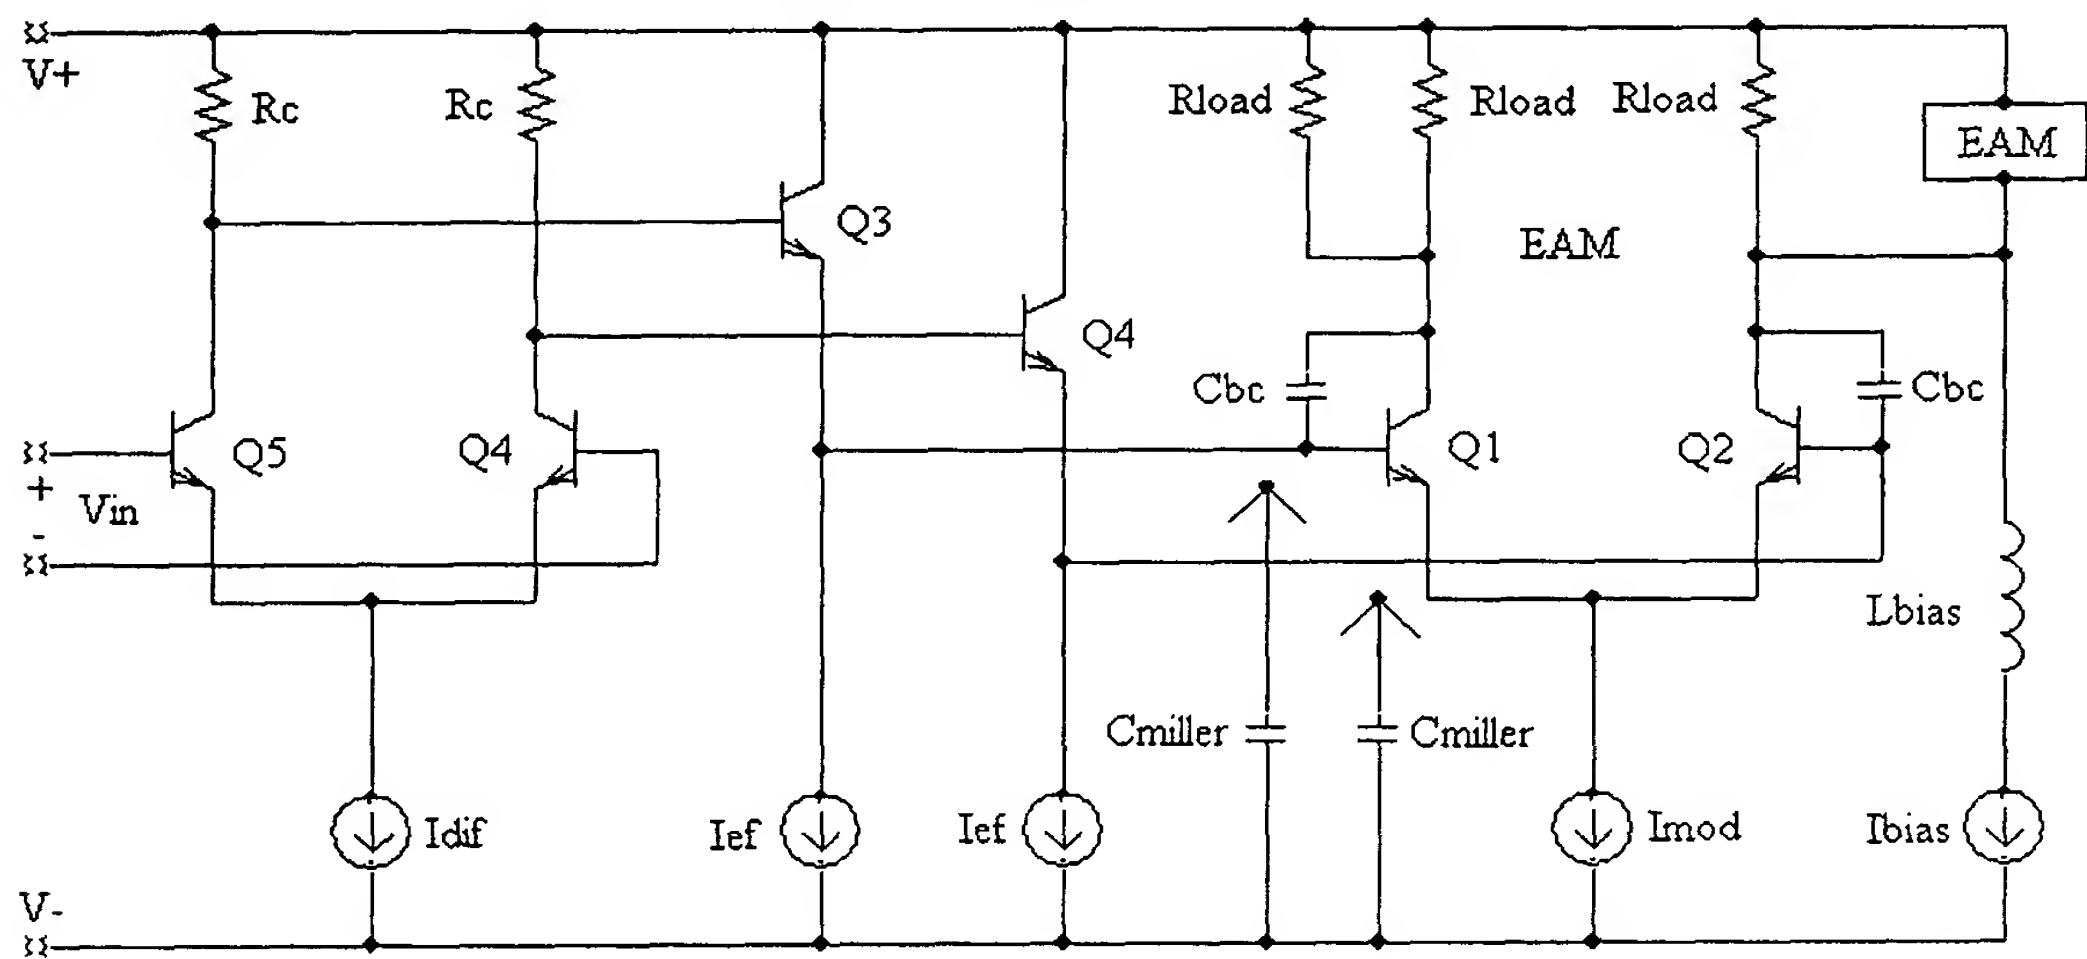 V+
Rc
Rc
Rload
Rload
Rload
EAM
Q3
EAM
Q4
Cbc
Cbc
Q5
Q4
Q1
Q2
+
Vin
-
Lbias
Cmiller
Cmiller
Idif
Ief
Ief
Imod
Ibias
V-